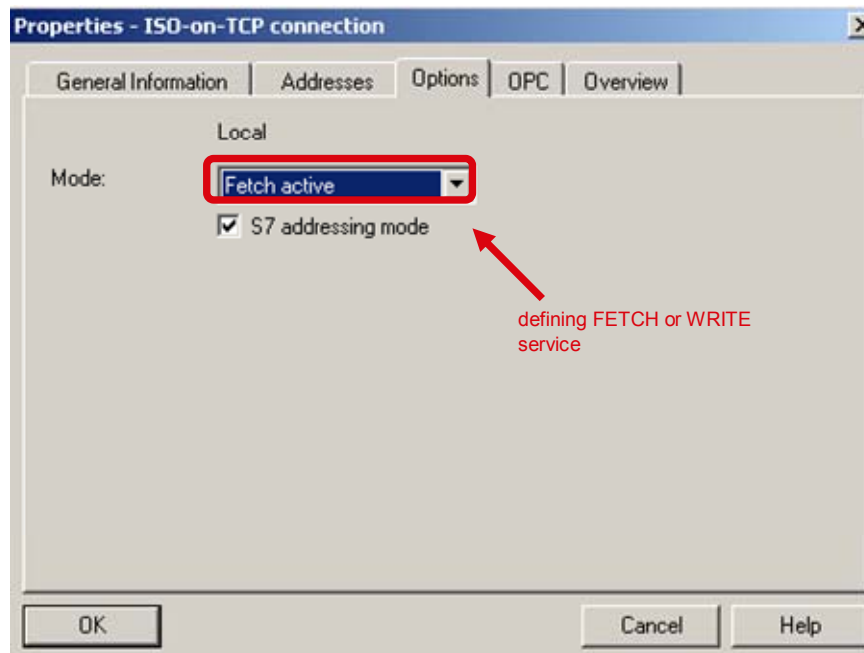 Properties - ISO-on-TCP connection
General Information Addresses Options OPC Overview
Local
Mode: Fetch active
S7 addressing mode
defining FETCH or WRITE
service
OK Cancel Help